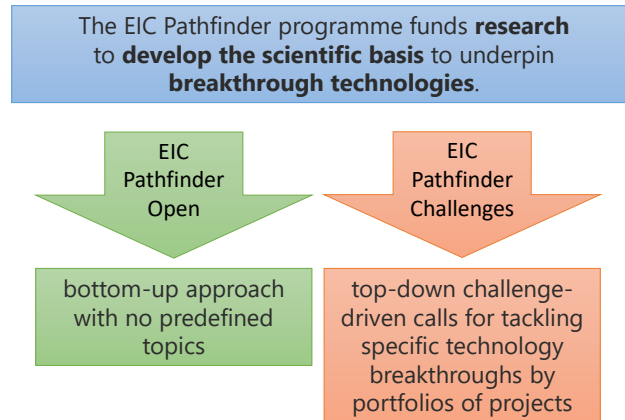 The EIC Pathfinder programme funds research
to develop the scientific basis to underpin
breakthrough technologies.
EIC
Pathfinder
Open
EIC
Pathfinder
Challenges
bottom-up approach
with no predefined
topics
top-down challenge-
driven calls for tackling
specific technology
breakthroughs by
portfolios of projects